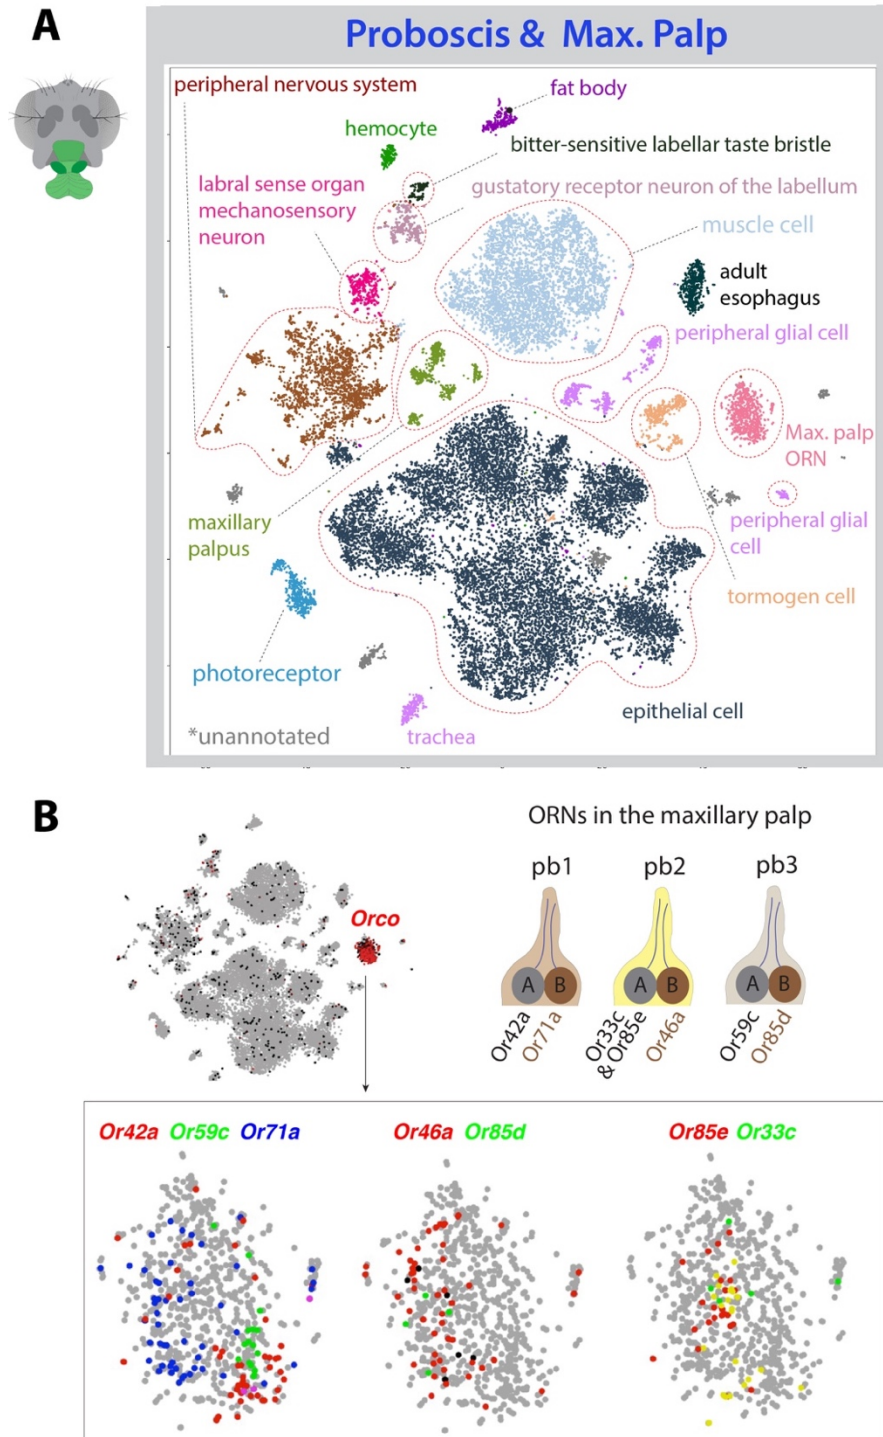 A
Proboscis & Max. Palp
peripheral nervous system
fat body
hemocyte
bitter-sensitive labellar taste bristle
labral sense organ
mechanosensory
neuron
gustatory receptor neuron of the labellum
muscle cell
adult
esophagus
peripheral glial cell
Max. palp
ORN
maxillary
palpus
peripheral glial
cell
tormogen cell
photoreceptor
epithelial cell
*unannotated
trachea
B
ORNs in the maxillary palp
pb1 pb2 pb3
Orco
A B A B A B
Or42a Or71a Or33c & Or85e Or46a Or59c Or85d
Or42a Or59c Or71a Or46a Or85d Or85e Or33c